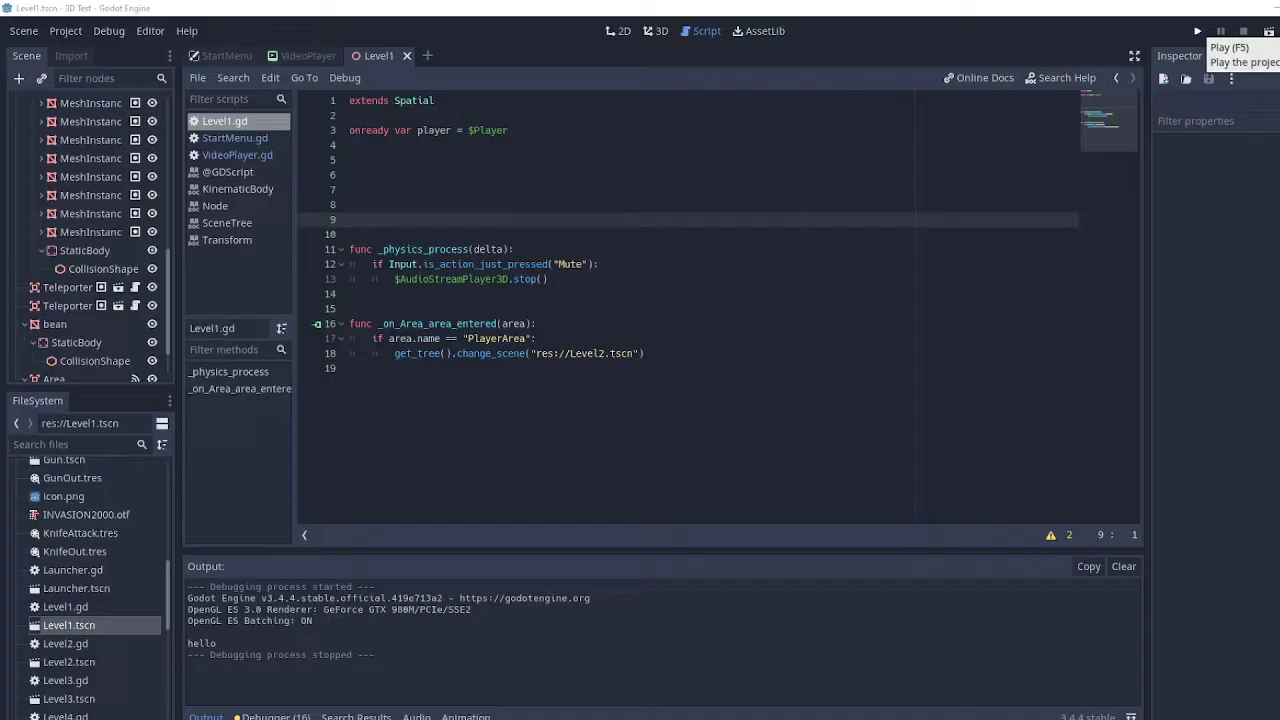 Level1.tscn - 3D Test - Godot Engine
Scene Project Debug Editor Help
2D 3D Script AssetLib
Play (F5)
Play the projec
Scene Import
StartMenu VideoPlayer Level1
Inspector
Filter nodes
File Search Edit Go To Debug
Online Docs Search Help
Filter scripts
Level1.gd
StartMenu.gd
VideoPlayer.gd
@GDScript
KinematicBody
Node
SceneTree
Transform
Filter properties
MeshInstanc
MeshInstanc
MeshInstanc
MeshInstanc
MeshInstanc
MeshInstanc
MeshInstanc
MeshInstanc
StaticBody
CollisionShape
Teleporter
Teleporter
bean
StaticBody
CollisionShape
Area
1 extends Spatial
2
3 onready var player = $Player
4
5
6
7
8
9
10
11 func _physics_process(delta):
12 if Input.is_action_just_pressed("Mute"):
13 $AudioStreamPlayer3D.stop()
14
15
16 func _on_Area_area_entered(area):
17 if area.name == "PlayerArea":
18 get_tree().change_scene("res://Level2.tscn")
19
Level1.gd
Filter methods
_physics_process
_on_Area_area_entere
2 9 : 1
FileSystem
res://Level1.tscn
Search files
Gun.tscn
GunOut.tres
icon.png
INVASION2000.otf
KnifeAttack.tres
KnifeOut.tres
Launcher.gd
Launcher.tscn
Level1.gd
Level1.tscn
Level2.gd
Level2.tscn
Level3.gd
Level3.tscn
Level4.gd
Output:
Copy Clear
--- Debugging process started ---
Godot Engine v3.4.4.stable.official.419e713a2 - https://godotengine.org
OpenGL ES 3.0 Renderer: GeForce GTX 980M/PCIe/SSE2
OpenGL ES Batching: ON
hello
--- Debugging process stopped ---
Output Debugger (16) Search Results Audio Animation
3.4.4.stable